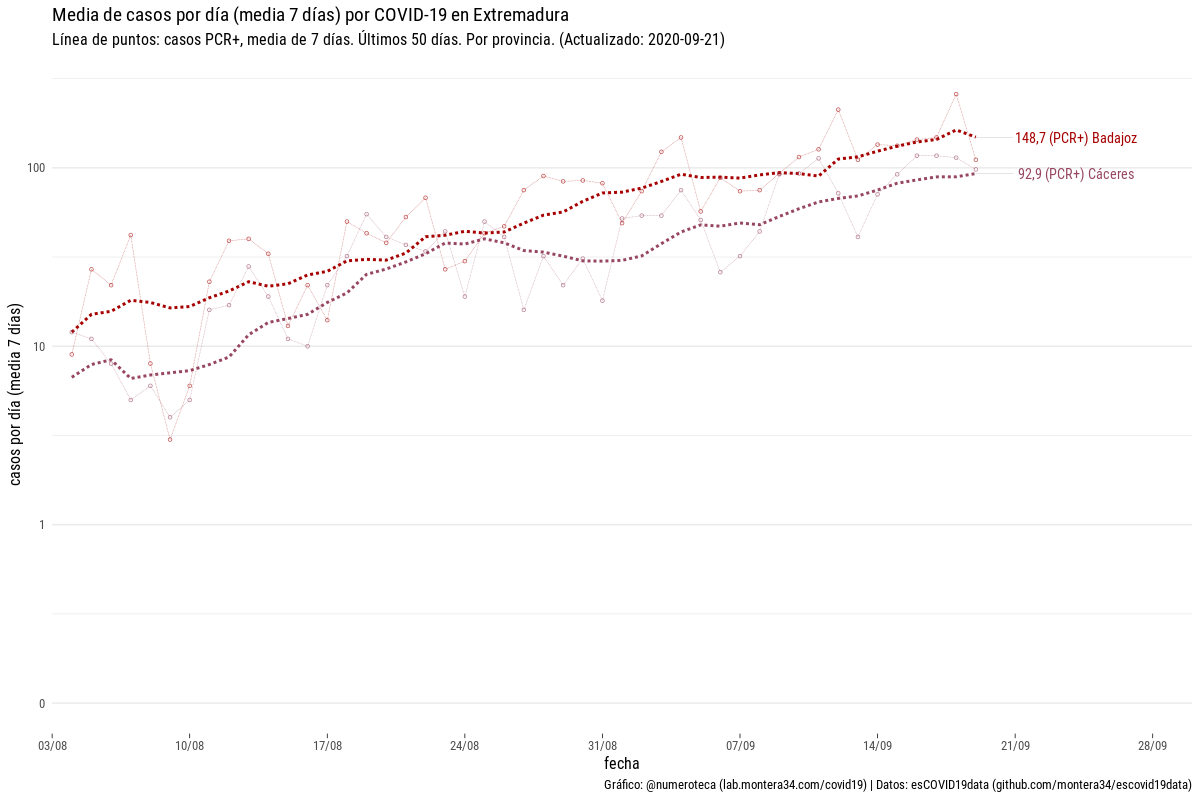 Media de casos por día (media 7 días) por COVID-19 en Extremadura
Línea de puntos: casos PCR+, media de 7 días. Últimos 50 días. Por provincia. (Actualizado: 2020-09-21)
casos por día (media 7 días)
100
10
1
0
148,7 (PCR+) Badajoz
92,9 (PCR+) Cáceres
03/08
10/08
17/08
24/08
31/08
07/09
14/09
21/09
28/09
fecha
Gráfico: @numeroteca (lab.montera34.com/covid19) | Datos: esCOVID19data (github.com/montera34/escovid19data)